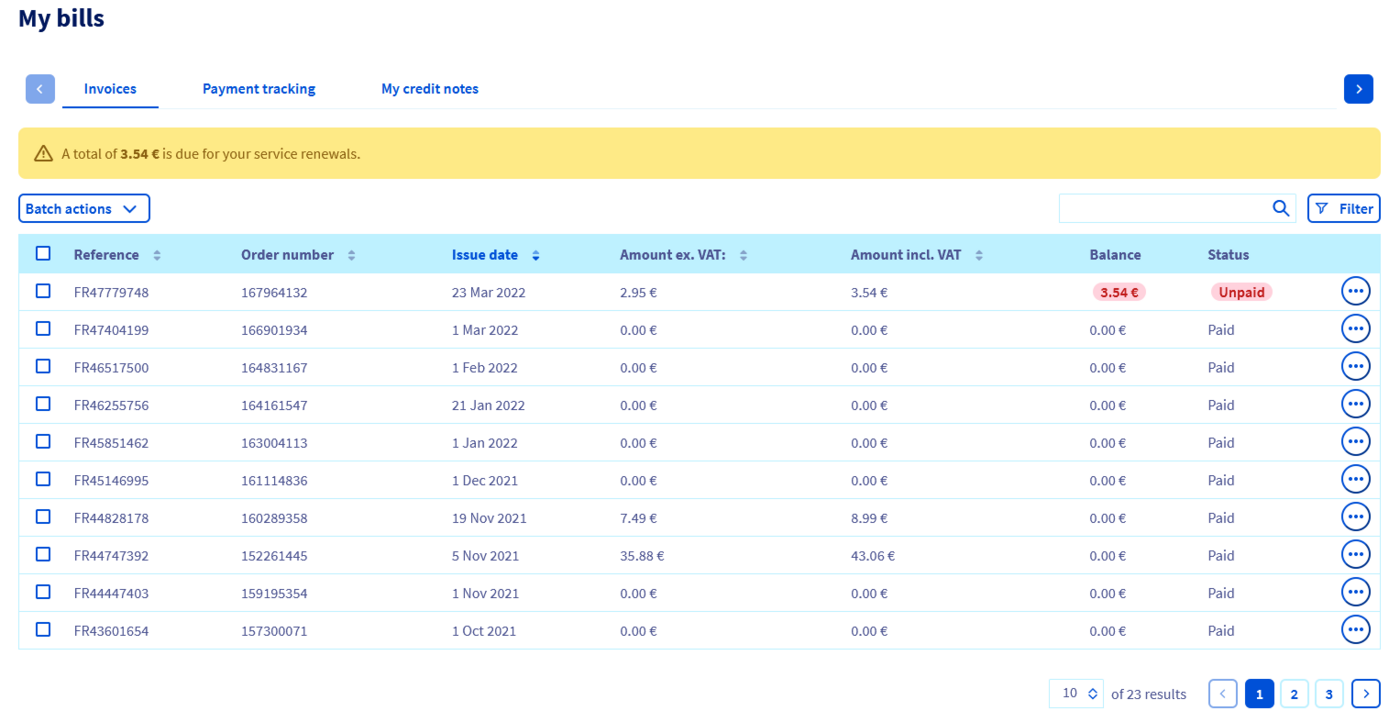 My bills
Invoices Payment tracking My credit notes
A total of 3.54 € is due for your service renewals.
Batch actions Filter
Reference Order number Issue date Amount ex. VAT: Amount incl. VAT Balance Status
FR47779748 167964132 23 Mar 2022 2.95 € 3.54 € 3.54 € Unpaid
FR47404199 166901934 1 Mar 2022 0.00 € 0.00 € 0.00 € Paid
FR46517500 164831167 1 Feb 2022 0.00 € 0.00 € 0.00 € Paid
FR46255756 164161547 21 Jan 2022 0.00 € 0.00 € 0.00 € Paid
FR45851462 163004113 1 Jan 2022 0.00 € 0.00 € 0.00 € Paid
FR45146995 161114836 1 Dec 2021 0.00 € 0.00 € 0.00 € Paid
FR44828178 160289358 19 Nov 2021 7.49 € 8.99 € 0.00 € Paid
FR44747392 152261445 5 Nov 2021 35.88 € 43.06 € 0.00 € Paid
FR44447403 159195354 1 Nov 2021 0.00 € 0.00 € 0.00 € Paid
FR43601654 157300071 1 Oct 2021 0.00 € 0.00 € 0.00 € Paid
10 of 23 results 1 2 3